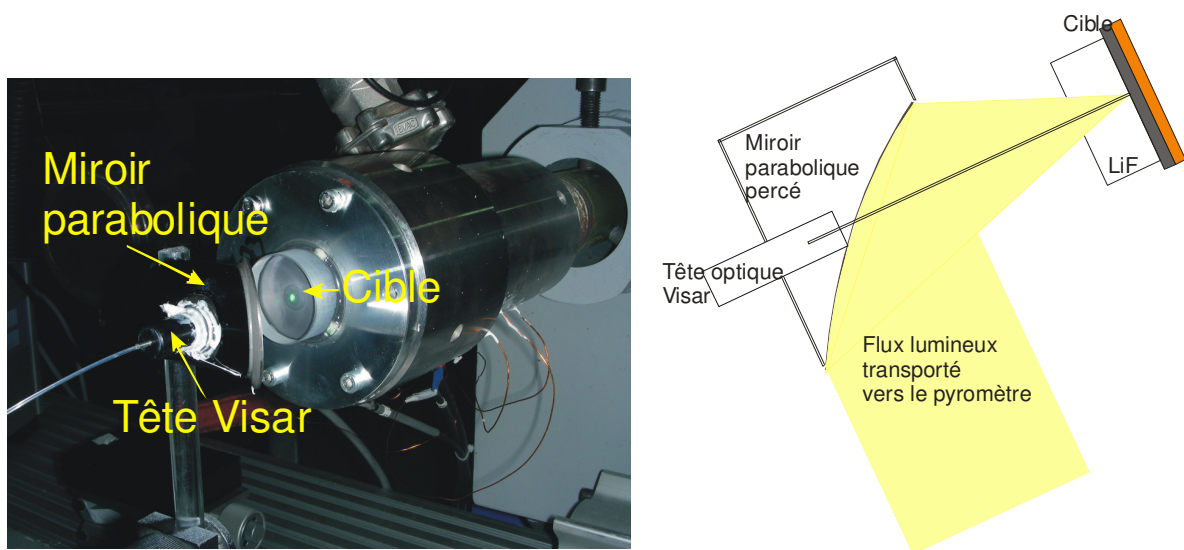 Miroir
parabolique
Cible
Tête Visar
Cible
Miroir
parabolique
percé
LiF
Tête optique
Visar
Flux lumineux
transporté
vers le pyromètre